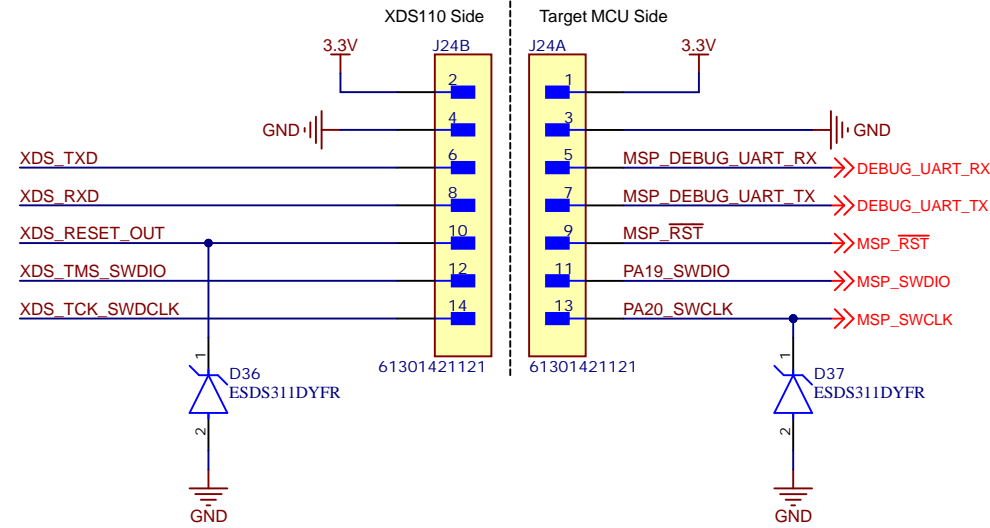 XDS110 Side
Target MCU Side
3.3V
J24B
J24A
3.3V
2
1
GND
4
3
GND
XDS_TXD
6
5
MSP_DEBUG_UART_RX
DEBUG_UART_RX
XDS_RXD
8
7
MSP_DEBUG_UART_TX
DEBUG_UART_TX
XDS_RESET_OUT
10
9
MSP_RST
MSP_RST
XDS_TMS_SWDIO
12
11
PA19_SWDIO
MSP_SWDIO
XDS_TCK_SWDCLK
14
13
PA20_SWCLK
MSP_SWCLK
61301421121
61301421121
1
D36
ESDS311DYFR
2
GND
1
D37
ESDS311DYFR
2
GND